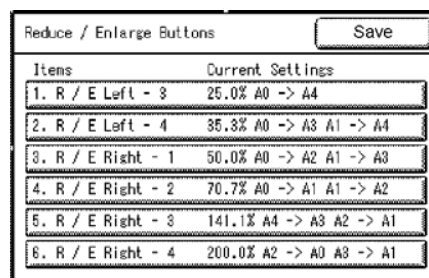 Reduce / Enlarge Buttons Save
Items Current Settings
1. R / E Left - 3 25.0% A0 -> A4
2. R / E Left - 4 35.3% A0 -> A3 A1 -> A4
3. R / E Right - 1 50.0% A0 -> A2 A1 -> A3
4. R / E Right - 2 70.7% A0 -> A1 A1 -> A2
5. R / E Right - 3 141.1% A4 -> A3 A2 -> A1
6. R / E Right - 4 200.0% A2 -> A0 A3 -> A1